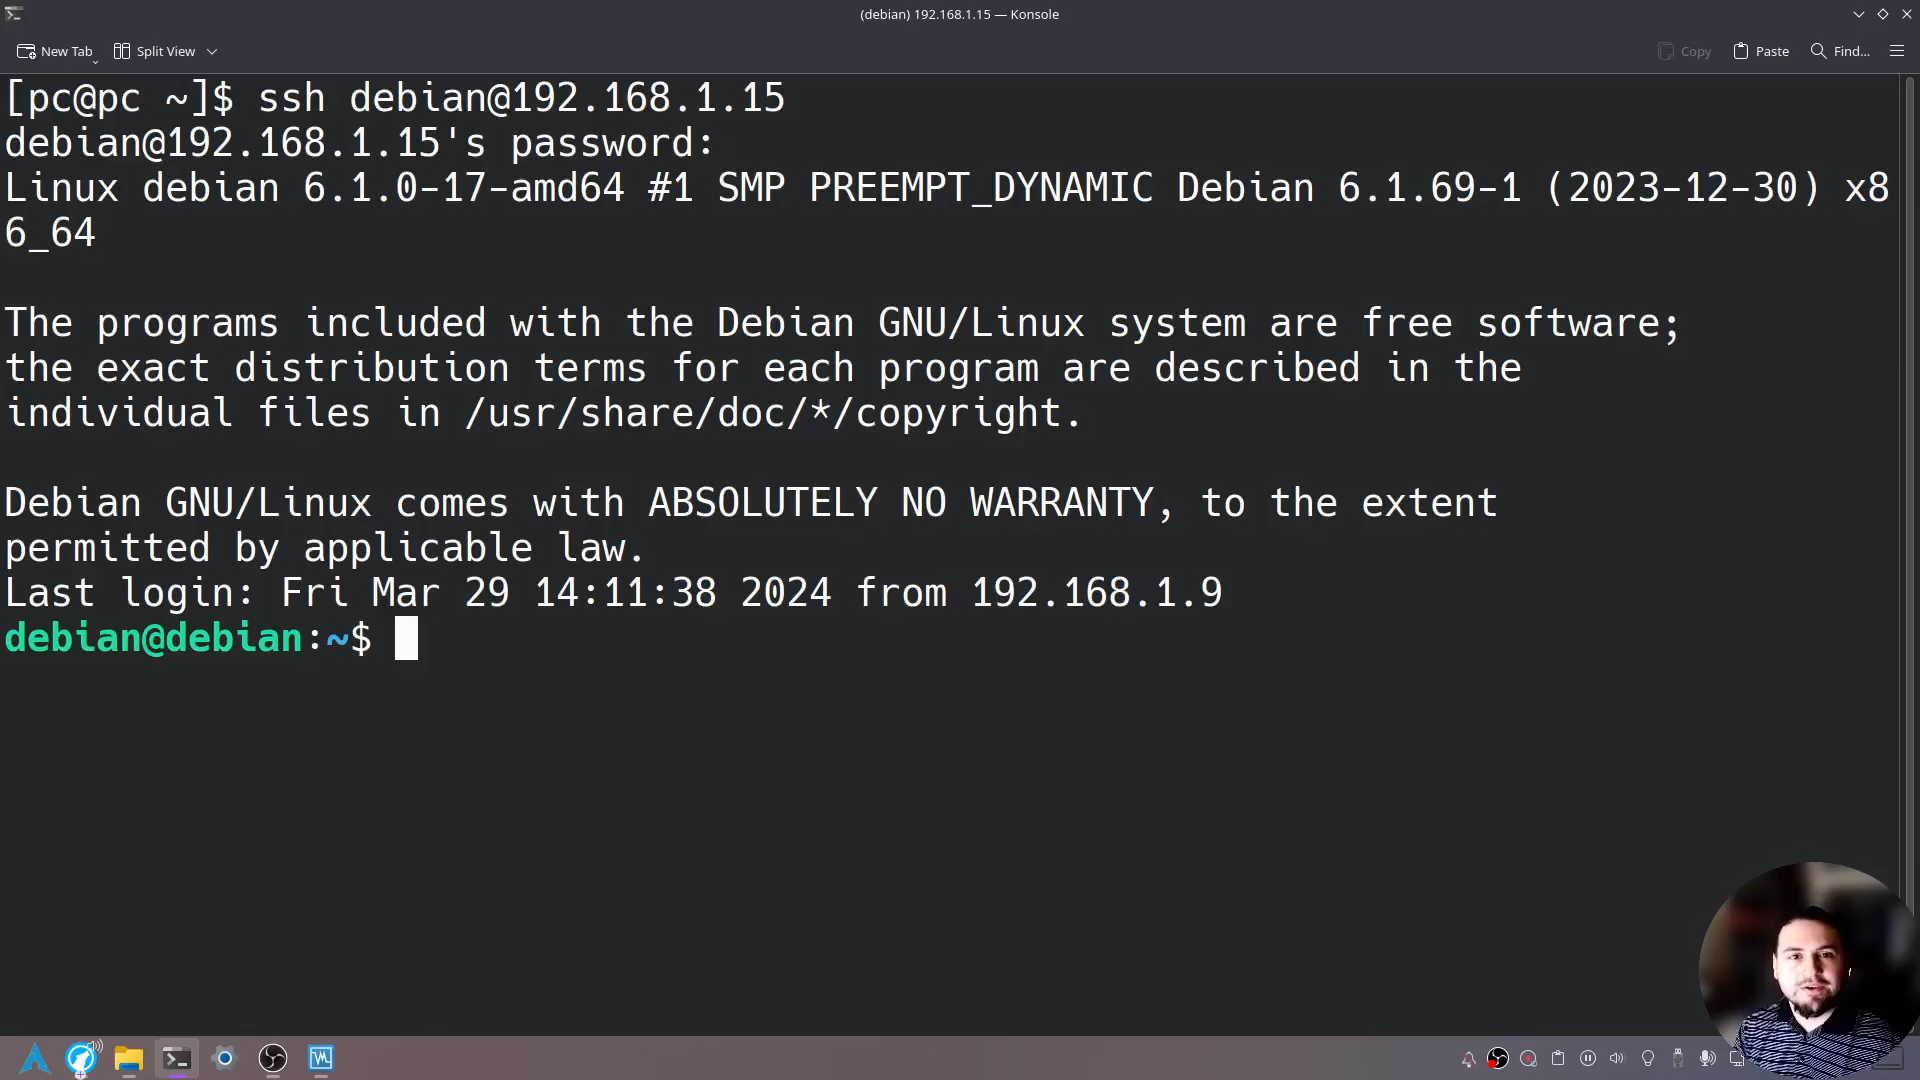 (debian) 192.168.1.15 — Konsole
New Tab
Split View
Copy
Paste
Find...
[pc@pc ~]$ ssh debian@192.168.1.15
debian@192.168.1.15's password:
Linux debian 6.1.0-17-amd64 #1 SMP PREEMPT_DYNAMIC Debian 6.1.69-1 (2023-12-30) x8
6_64
The programs included with the Debian GNU/Linux system are free software;
the exact distribution terms for each program are described in the
individual files in /usr/share/doc/*/copyright.
Debian GNU/Linux comes with ABSOLUTELY NO WARRANTY, to the extent
permitted by applicable law.
Last login: Fri Mar 29 14:11:38 2024 from 192.168.1.9
debian@debian:~$